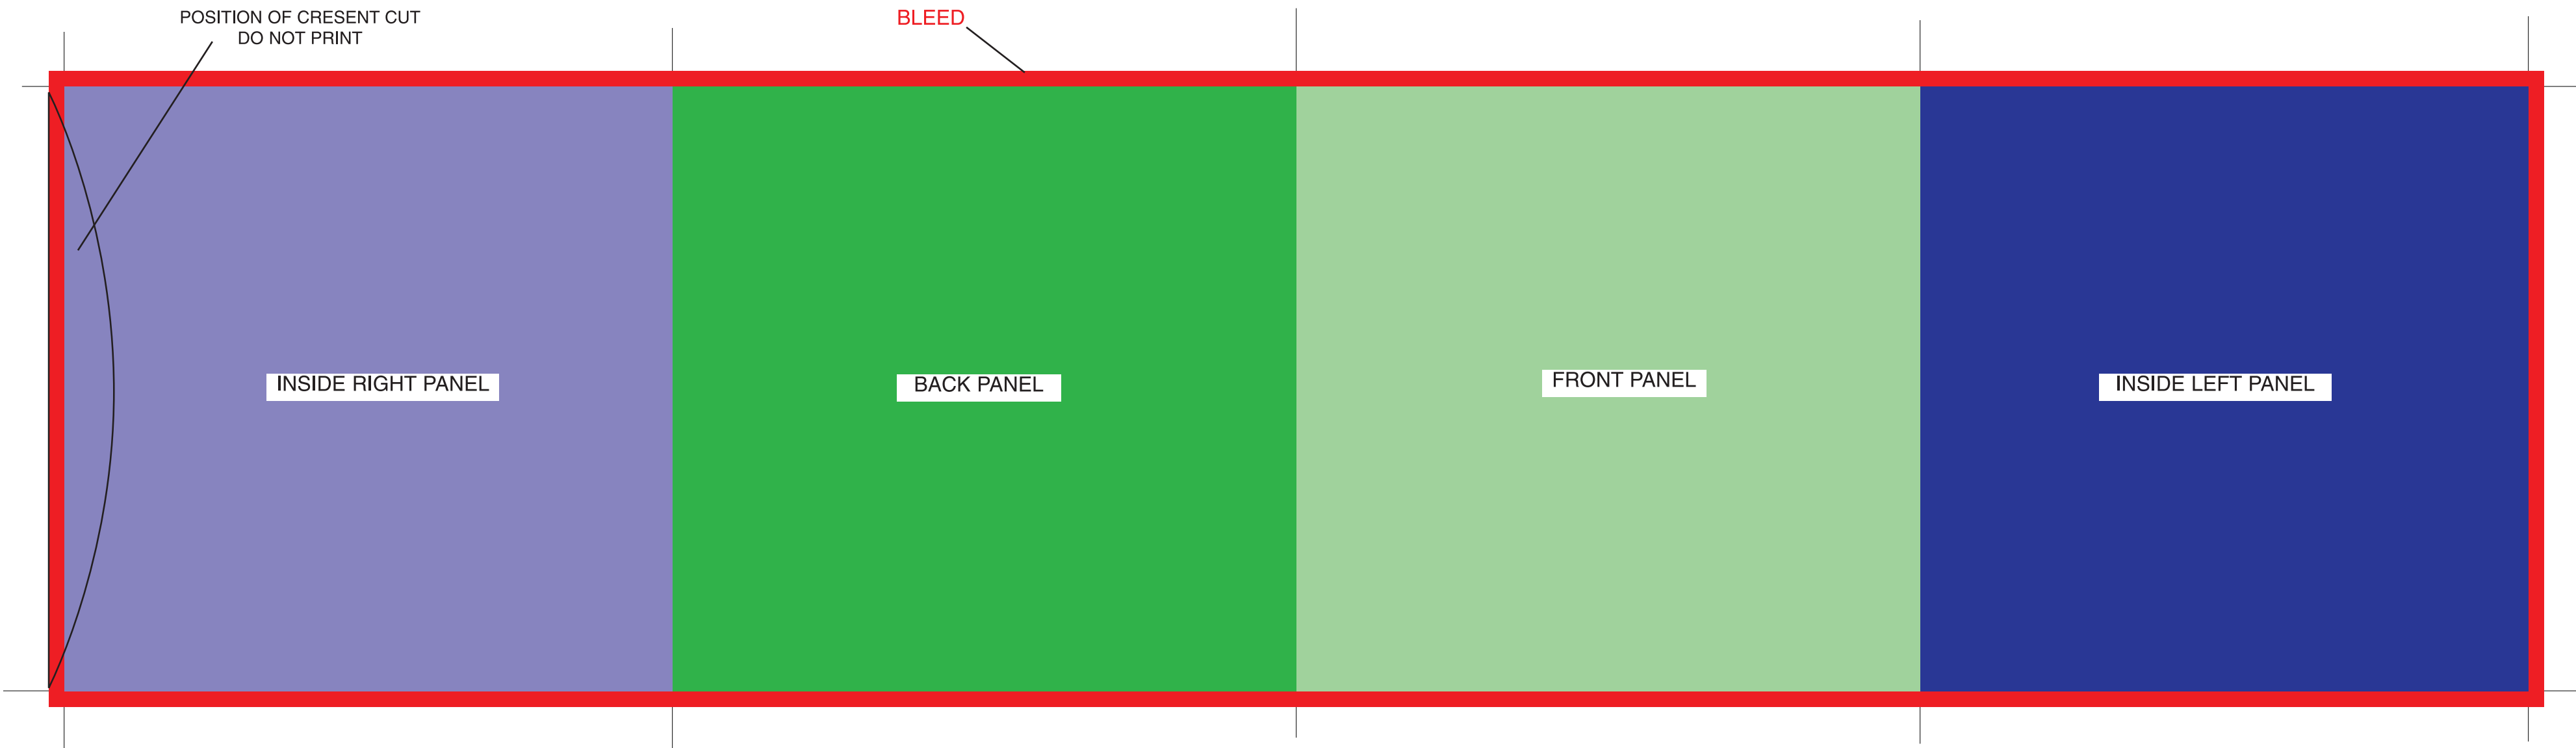 POSITION OF CRESENT CUT
DO NOT PRINT
BLEED
INSIDE RIGHT PANEL
BACK PANEL
FRONT PANEL
INSIDE LEFT PANEL